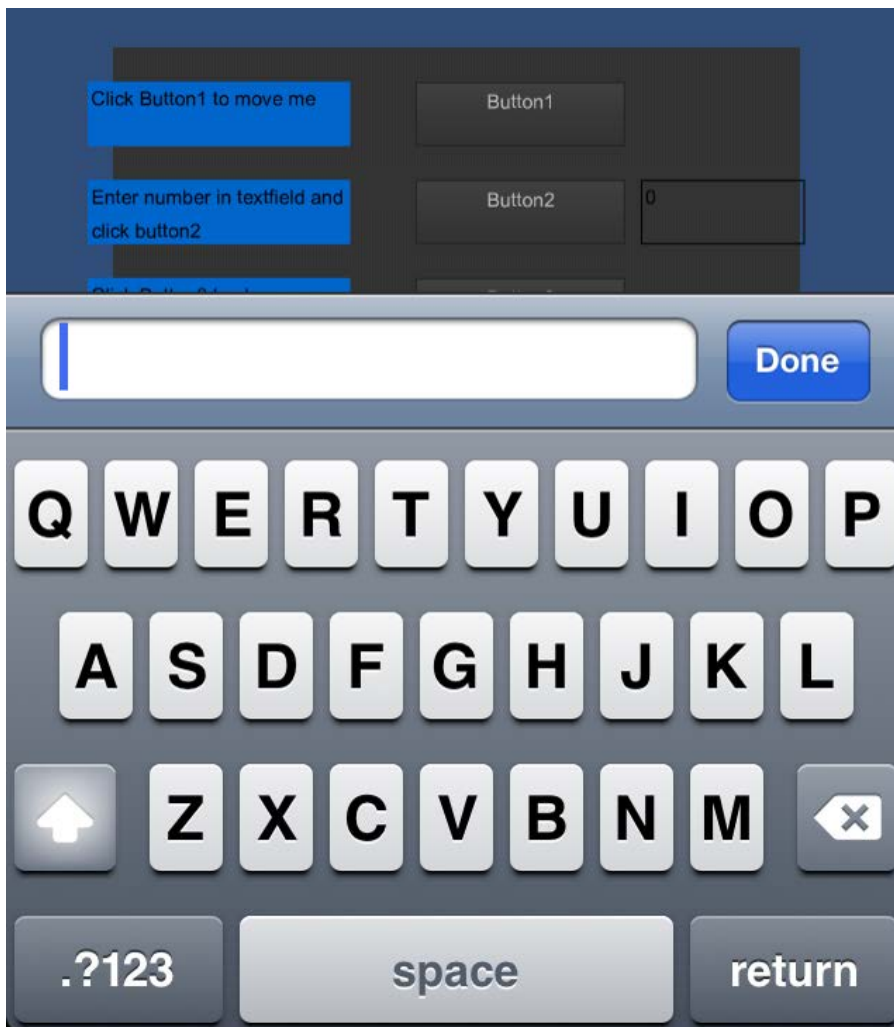 Click Button1 to move me
Button1
Enter number in textfield and
click button2
Button2
0
Done
Q W E R T Y U I O P
A S D F G H J K L
Z X C V B N M
.?123 space return